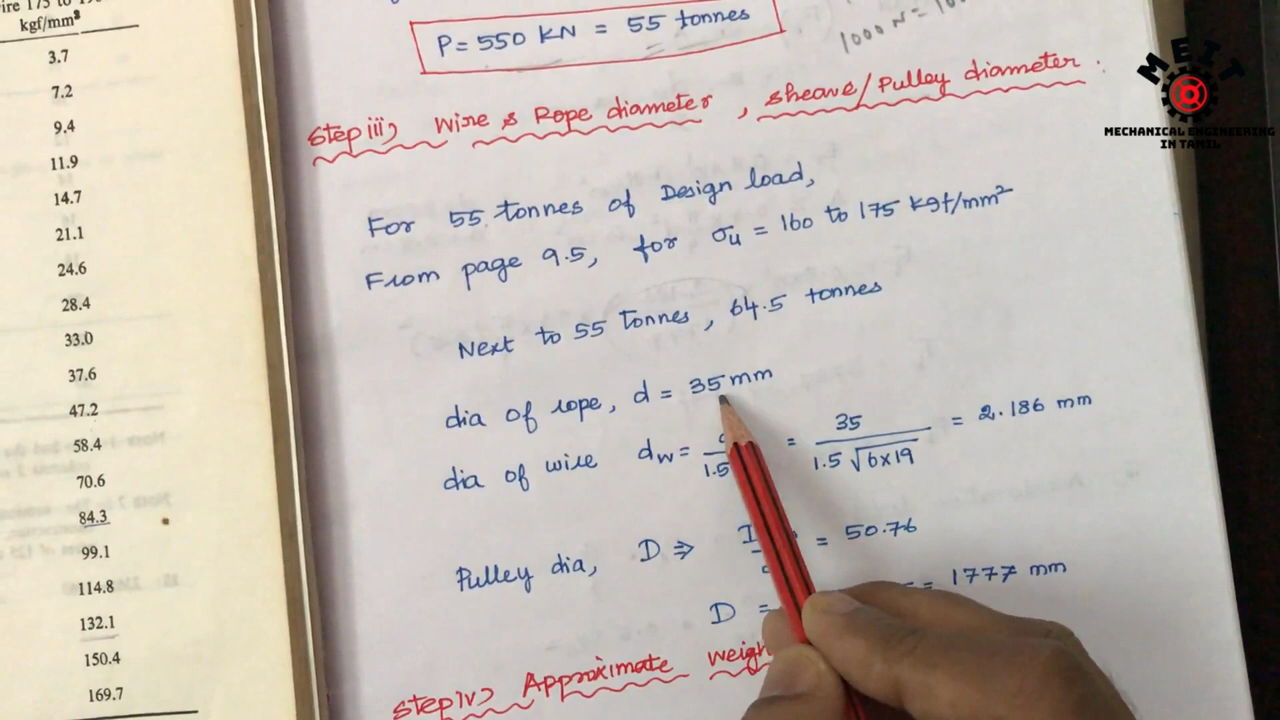 kgf/mm²
3.7
7.2
9.4
11.9
14.7
21.1
24.6
28.4
33.0
37.6
47.2
58.4
70.6
84.3
99.1
114.8
132.1
150.4
169.7
P = 550 KN = 55 tonnes
Step iii) Wire & Rope diameter, Sheave/Pulley diameter.
For 55 tonnes of Design load,
From page 9.5, for σu = 160 to 175 kgf/mm²
Next to 55 tonnes, 64.5 tonnes
dia of rope, d = 35mm
dia of wire dw = 1.5 = 35 / 1.5 √6x19 = 2.186 mm
Pulley dia, D ⇒ = 50.76
D = = 1777 mm
Step iv) Approximate
MEIT
MECHANICAL ENGINEERING
IN TAMIL